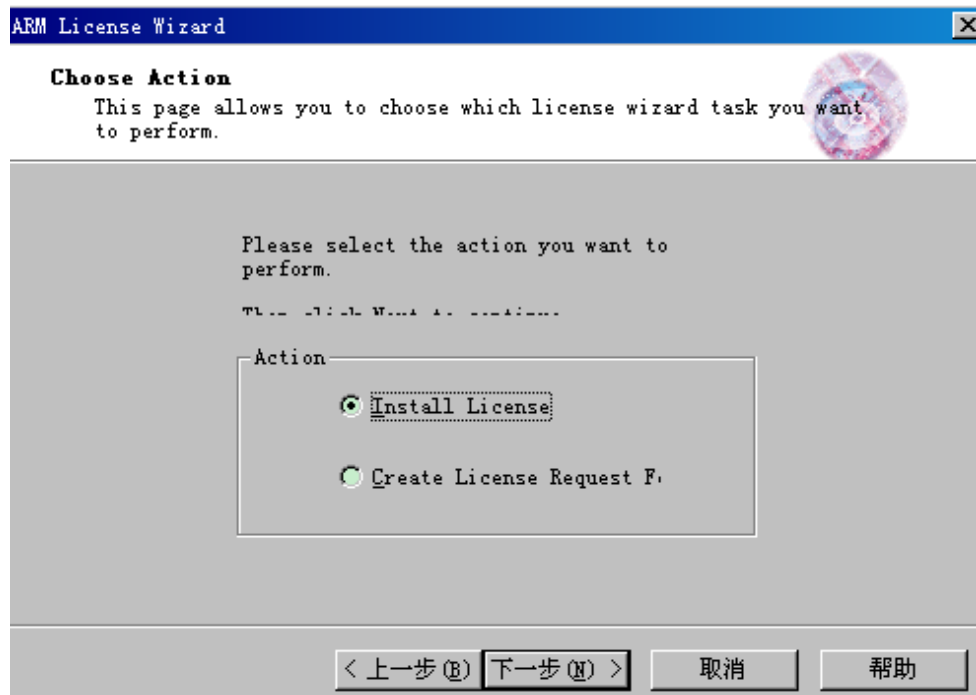 ARM License Wizard
Choose Action
This page allows you to choose which license wizard task you want
to perform.
Please select the action you want to
perform.
Action
Install License
Create License Request
< 上一步(B)
下一步(N) >
取消
帮助